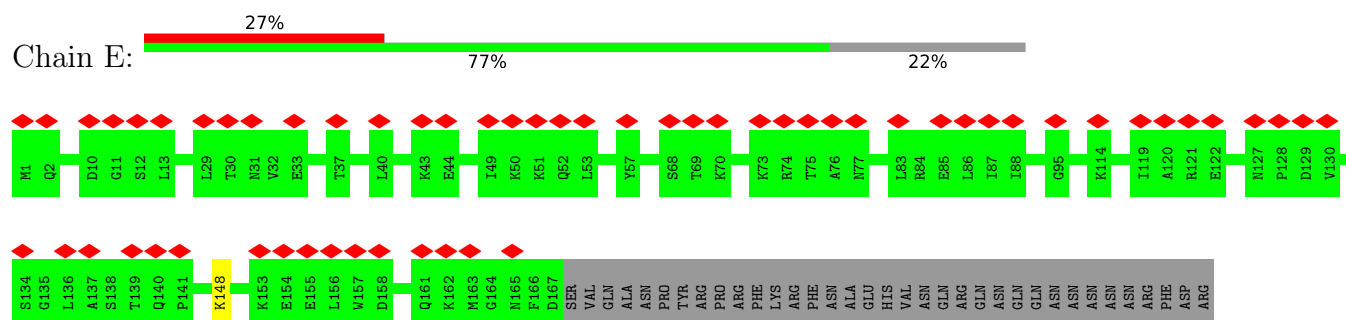 27%
Chain E:
77%
22%
M1 Q2 D10 G11 S12 L13 L29 T30 N31 V32 E33 T37 L40 K43 E44 I49 K50 K51 Q52 L53 Y57 S68 T69 K70 K73 R74 T75 A76 N77 L83 R84 E85 L86 I87 I88 G95 K114 I119 A120 R121 E122 N127 P128 D129 V130
S134 G135 L136 A137 S138 T139 Q140 P141 K148 K153 E154 E155 L156 W157 D158 Q161 K162 M163 G164 N165 F166 D167 SER VAL GLN ALA ASN PRO TYR ARG PRO ARG PHE LYS ARG PHE ASN ALA GLU HIS VAL ASN GLN ARG GLN ASN GLN GLN ASN ASN ASN ASN ASN ARG PHE ASP ARG